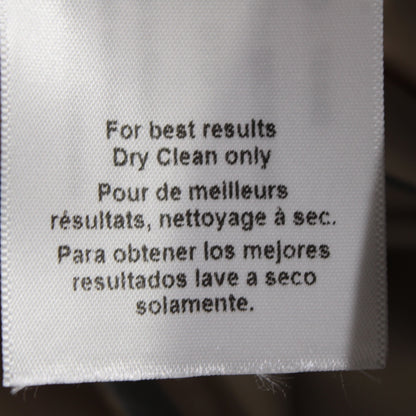 For best results
Dry Clean only
Pour de meilleurs
résultats, nettoyage à sec.
Para obtener los mejores
resultados lave a seco
solamente.